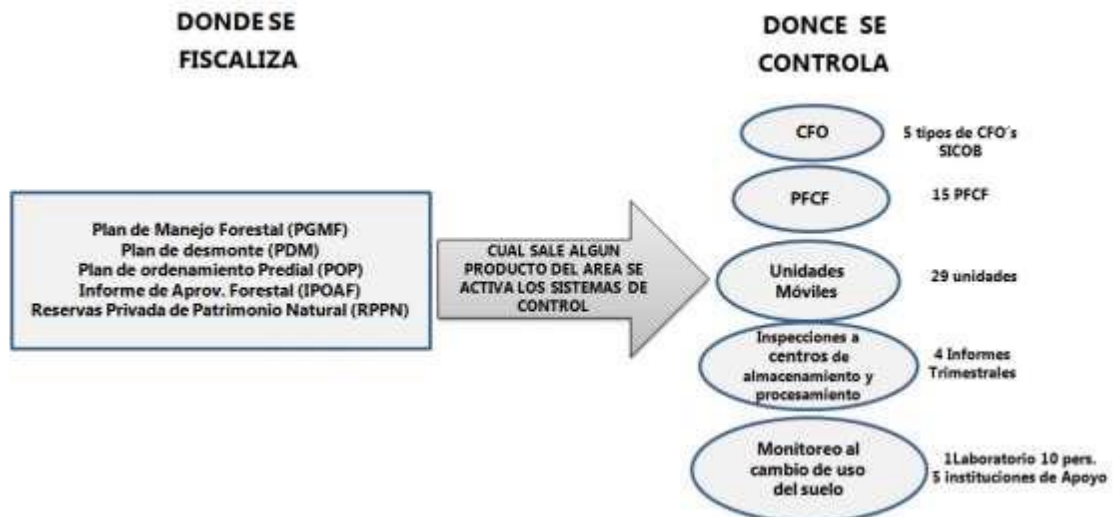 DONDE SE
FISCALIZA
Plan de Manejo Forestal (PGMF)
Plan de desmonte (PDM)
Plan de ordenamiento Predial (POP)
Informe de Aprov. Forestal (IPOAF)
Reservas Privada de Patrimonio Natural (RPPN)
CUAL SALE ALGUN
PRODUCTO DEL AREA SE
ACTIVA LOS SISTEMAS DE
CONTROL
DONCE SE
CONTROLA
CFO
5 tipos de CFO´s
SICOB
PFCF
15 PFCF
Unidades
Móviles
29 unidades
Inspecciones a
centros de
almacenamiento y
procesamiento
4 Informes
Trimestrales
Monitoreo al
cambio de uso
del suelo
1Laboratorio 10 pers.
5 instituciones de Apoyo